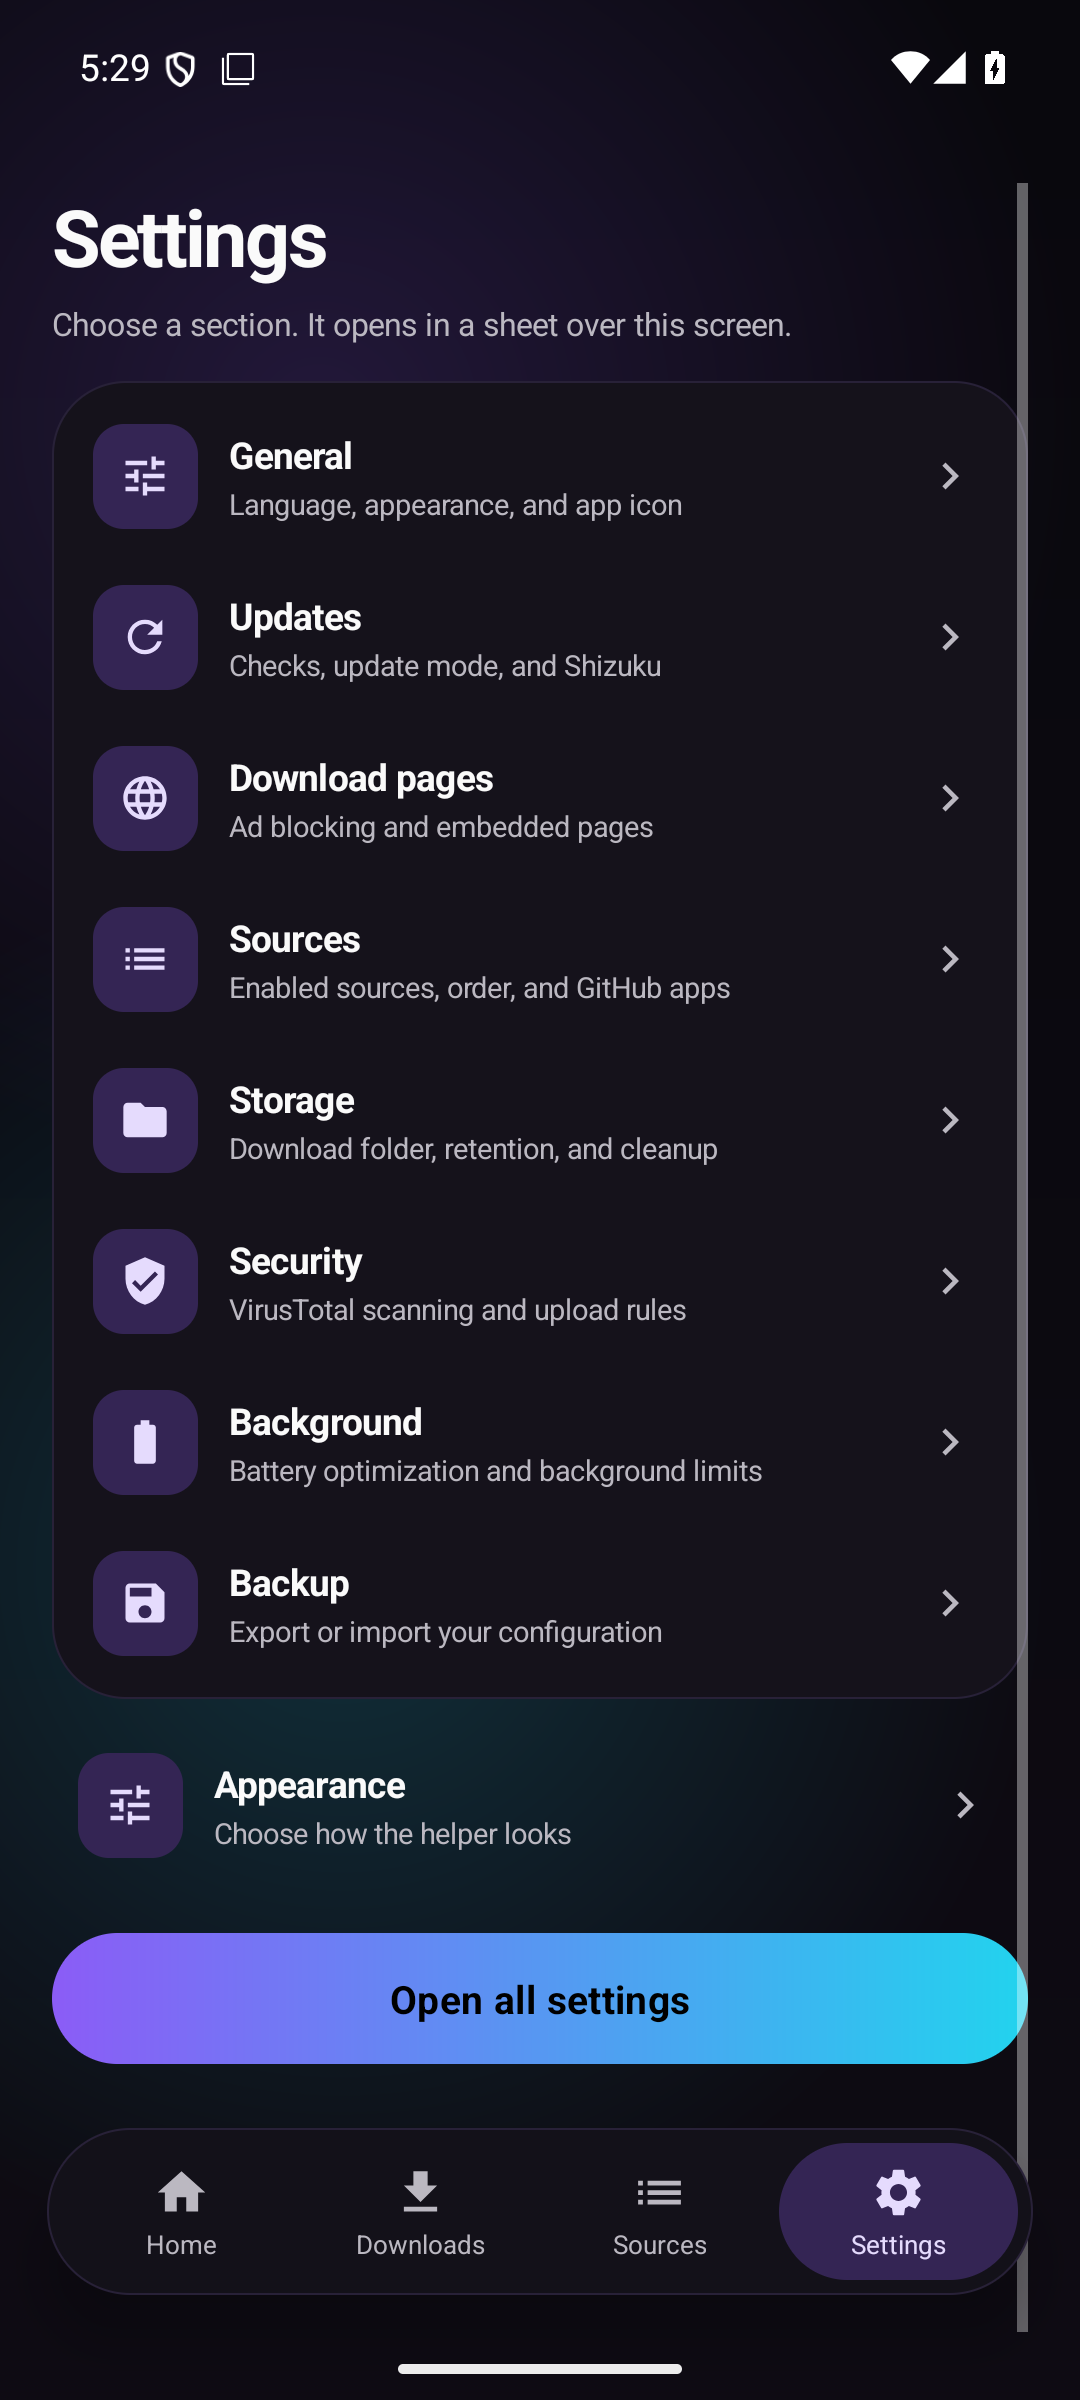 5:29
Settings
Choose a section. It opens in a sheet over this screen.
General
Language, appearance, and app icon
Updates
Checks, update mode, and Shizuku
Download pages
Ad blocking and embedded pages
Sources
Enabled sources, order, and GitHub apps
Storage
Download folder, retention, and cleanup
Security
VirusTotal scanning and upload rules
Background
Battery optimization and background limits
Backup
Export or import your configuration
Appearance
Choose how the helper looks
Open all settings
Home
Downloads
Sources
Settings